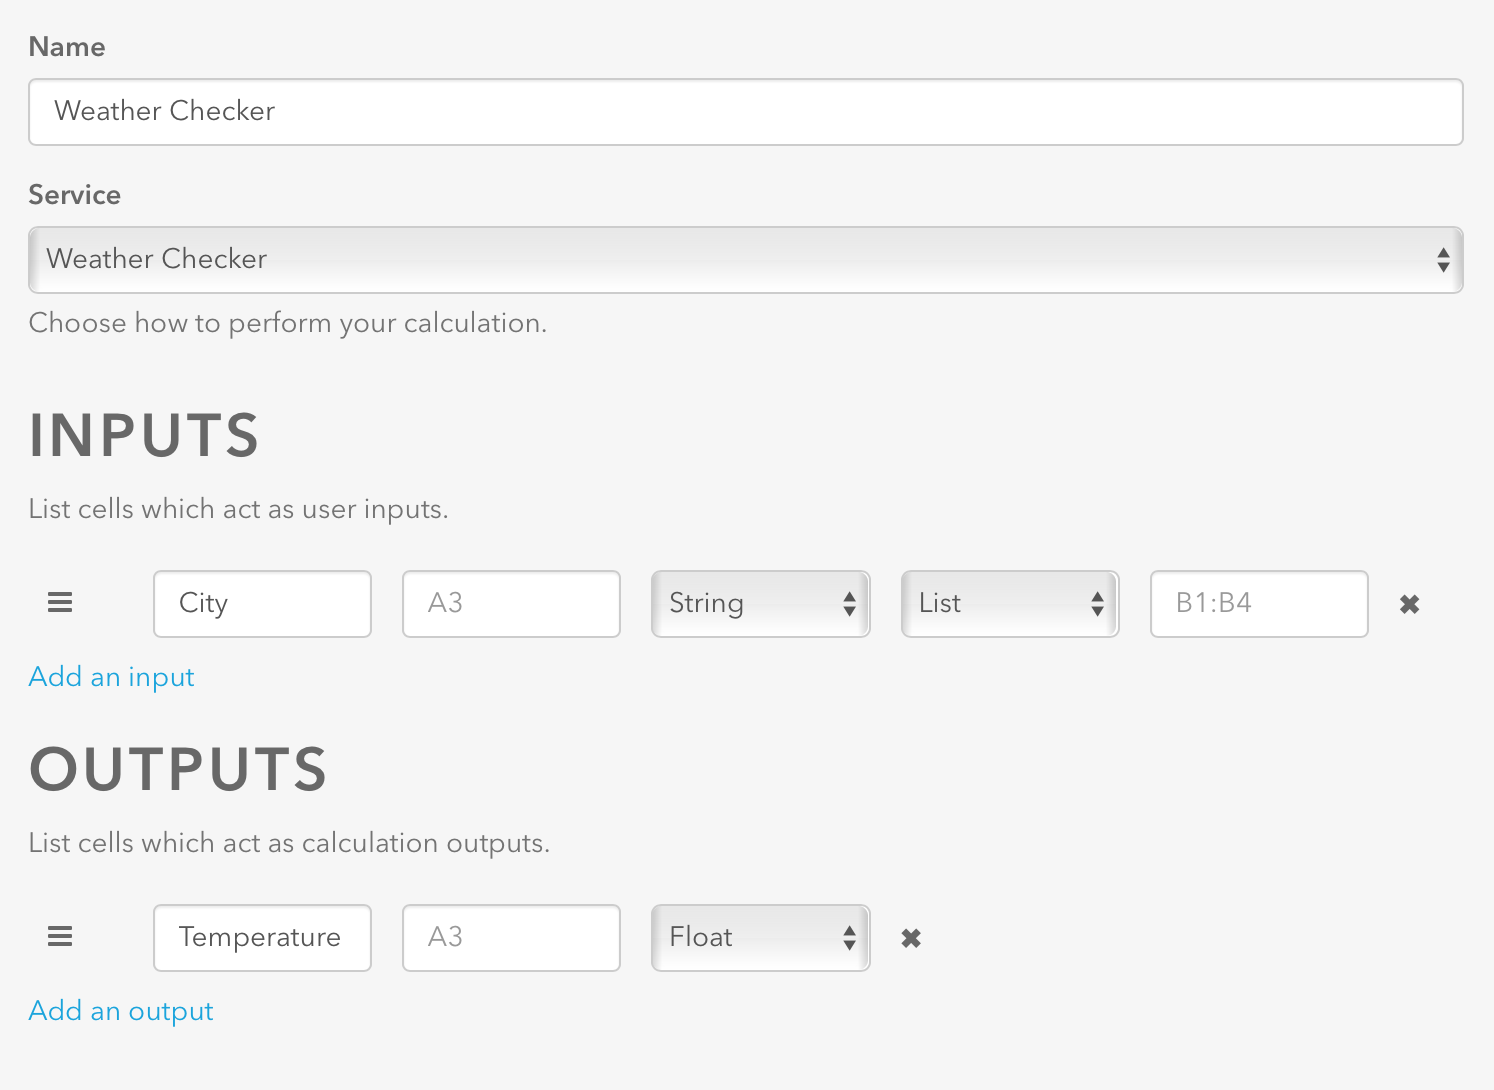 Name
Weather Checker
Service
Weather Checker
Choose how to perform your calculation.
INPUTS
List cells which act as user inputs.
City A3 String List B1:B4
Add an input
OUTPUTS
List cells which act as calculation outputs.
Temperature A3 Float
Add an output